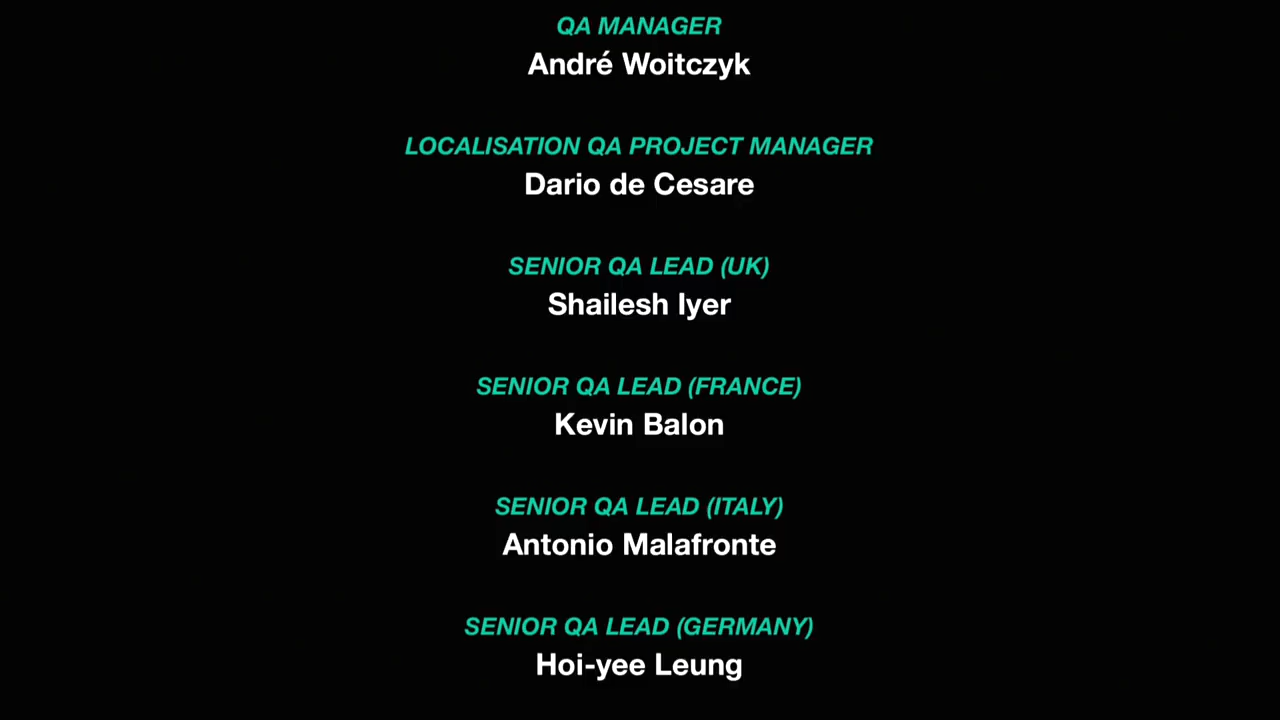 QA MANAGER
André Woitczyk
LOCALISATION QA PROJECT MANAGER
Dario de Cesare
SENIOR QA LEAD (UK)
Shailesh Iyer
SENIOR QA LEAD (FRANCE)
Kevin Balon
SENIOR QA LEAD (ITALY)
Antonio Malafronte
SENIOR QA LEAD (GERMANY)
Hoi-yee Leung